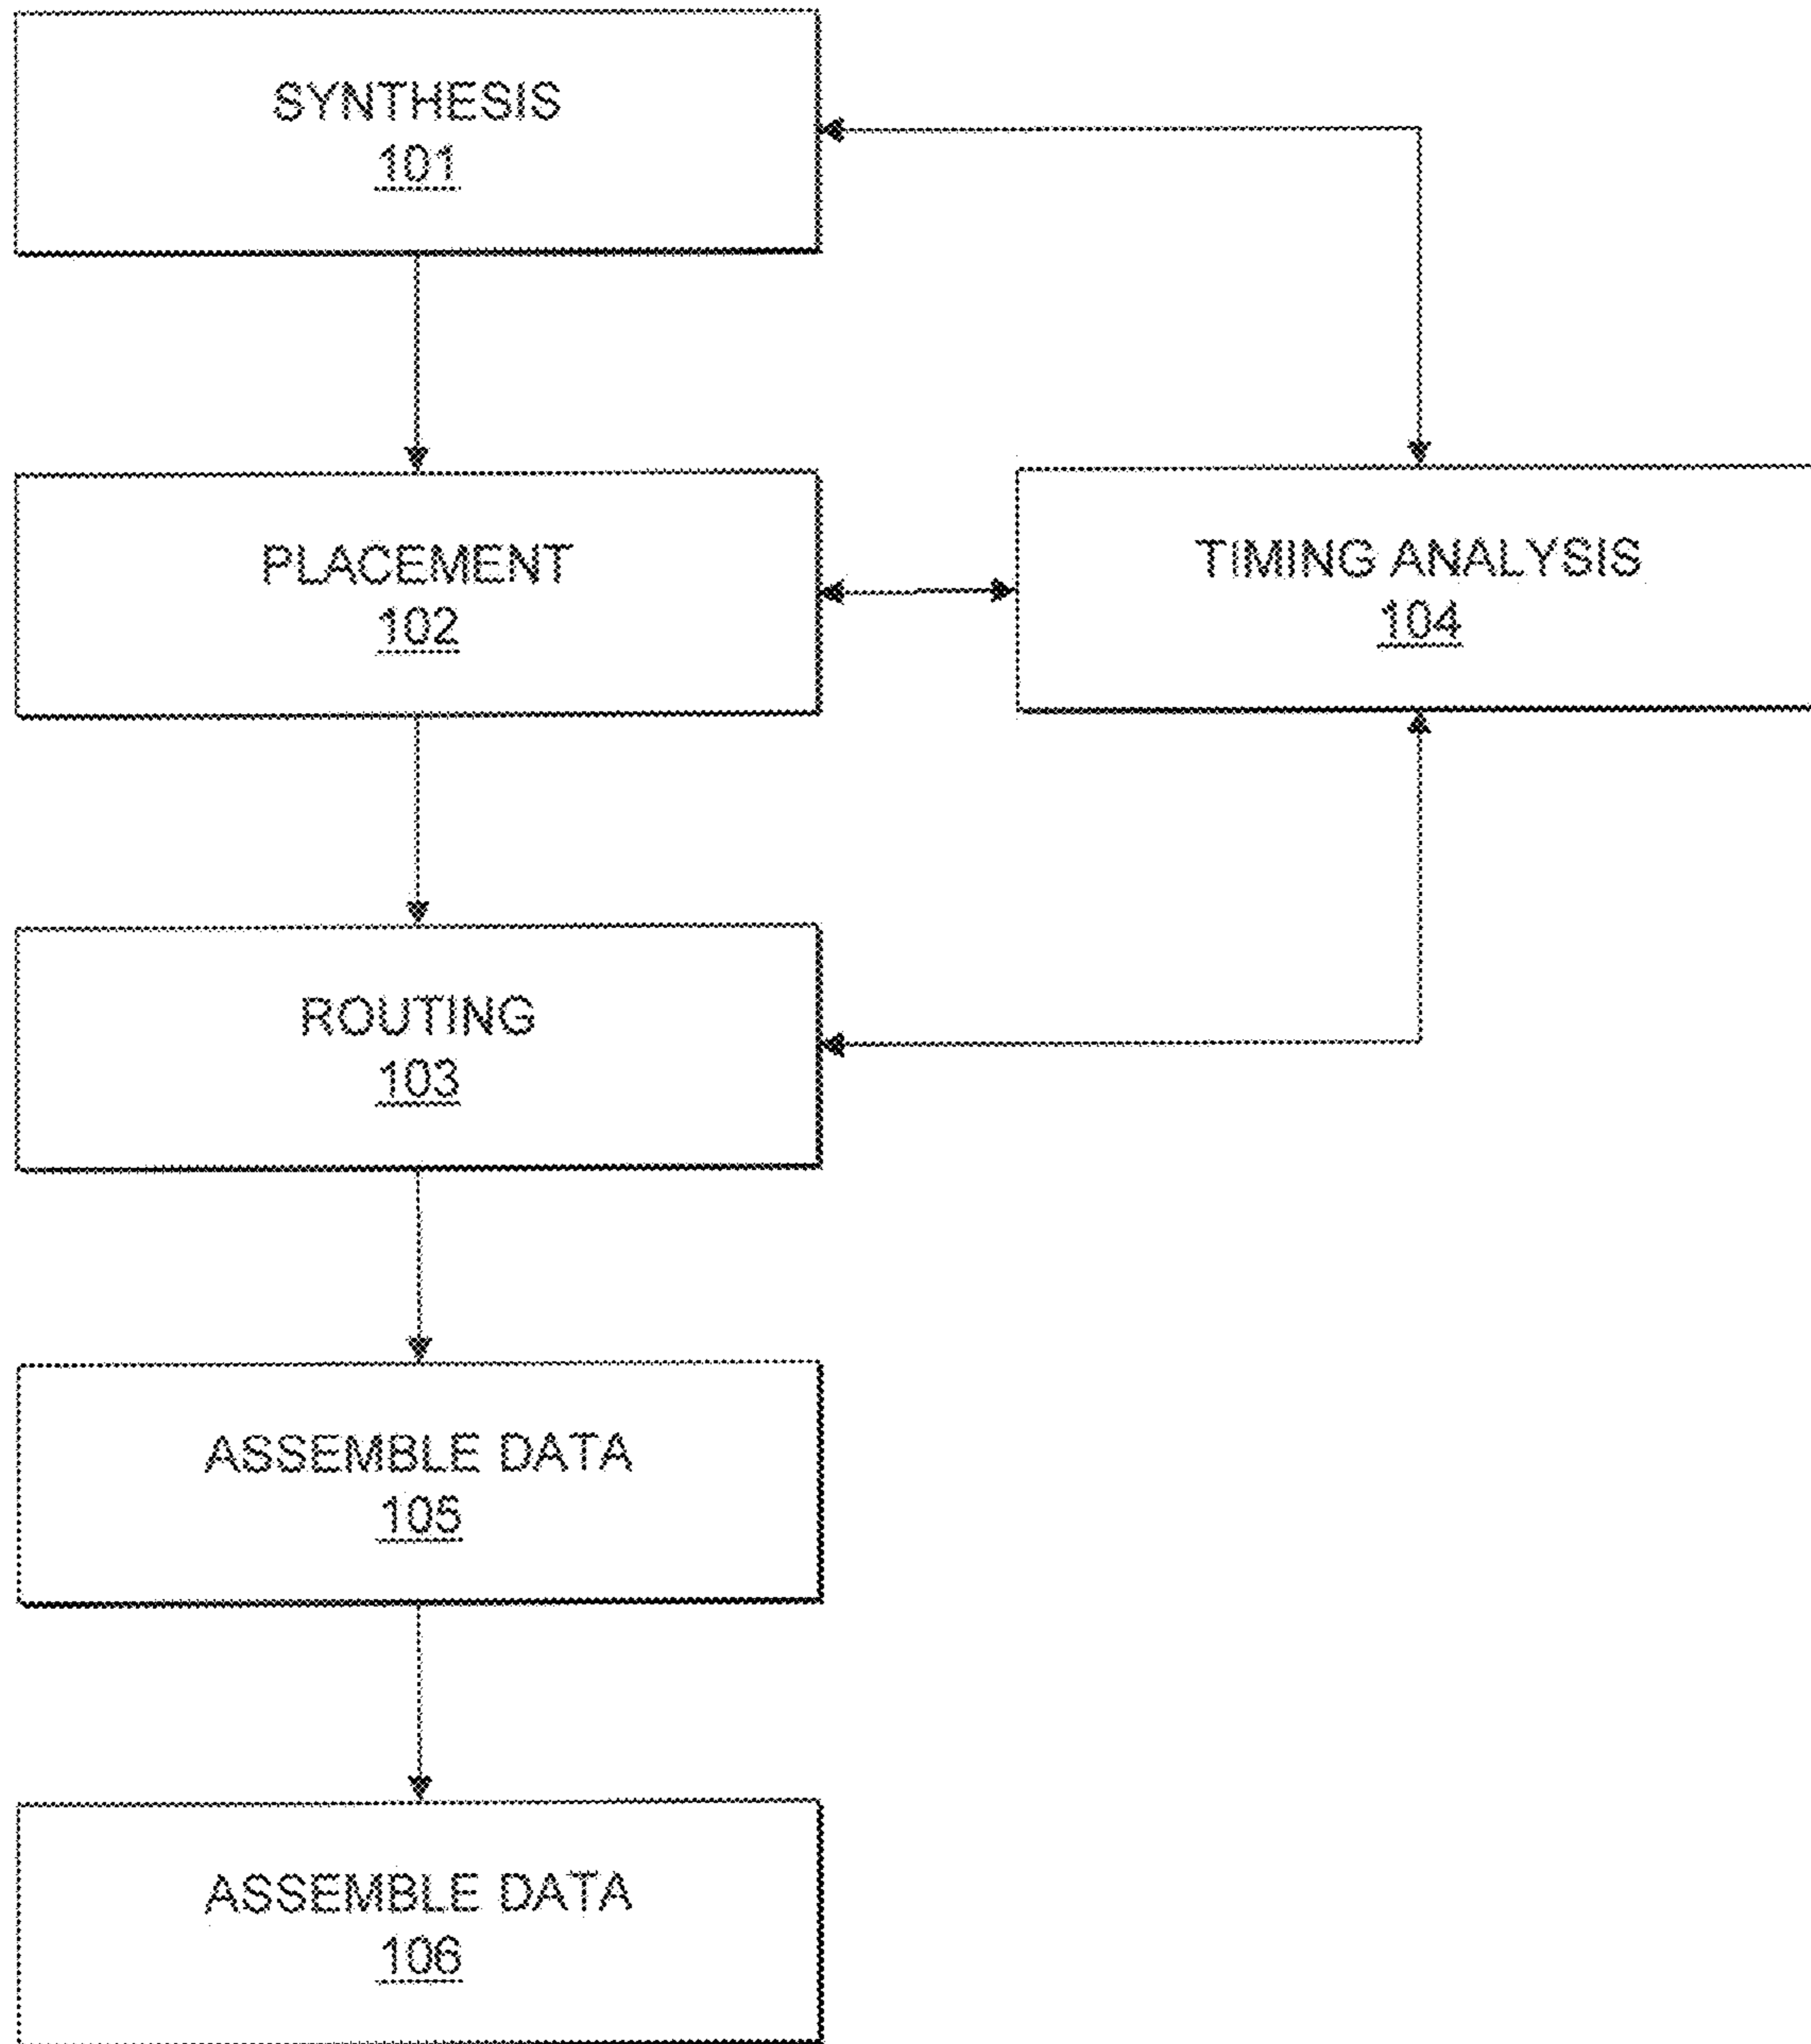 SYNTHESIS
101
PLACEMENT
102
TIMING ANALYSIS
104
ROUTING
103
ASSEMBLE DATA
105
ASSEMBLE DATA
106